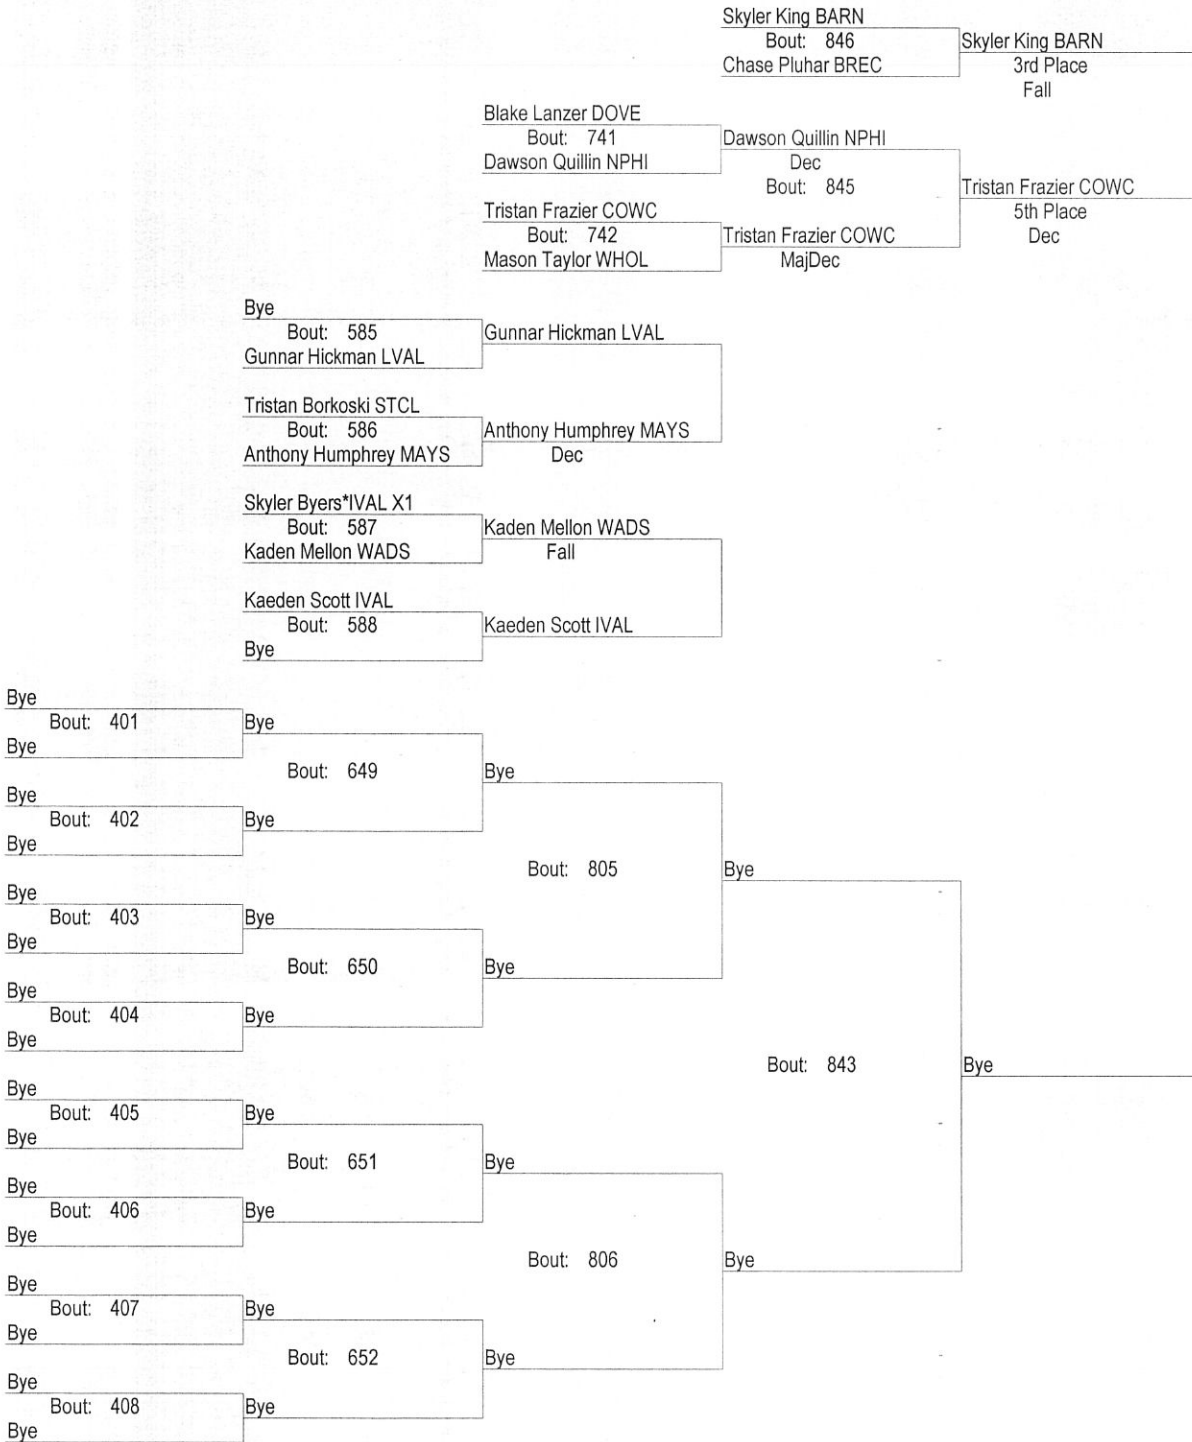 Skyler King BARN
Bout: 846
Skyler King BARN
Chase Pluhar BREC
3rd Place
Fall
Blake Lanzer DOVE
Bout: 741
Dawson Quillin NPHI
Dawson Quillin NPHI
Dec
Bout: 845
Tristan Frazier COWC
5th Place
Dec
Tristan Frazier COWC
Bout: 742
Tristan Frazier COWC
Mason Taylor WHOL
MajDec
Bye
Bout: 585
Gunnar Hickman LVAL
Gunnar Hickman LVAL
Tristan Borkoski STCL
Bout: 586
Anthony Humphrey MAYS
Anthony Humphrey MAYS
Dec
Skyler Byers*IVAL X1
Bout: 587
Kaden Mellon WADS
Kaden Mellon WADS
Fall
Kaeden Scott IVAL
Bout: 588
Kaeden Scott IVAL
Bye
Bye
Bout: 401
Bye
Bye
Bout: 649
Bye
Bye
Bout: 402
Bye
Bye
Bout: 805
Bye
Bye
Bout: 403
Bye
Bye
Bout: 650
Bye
Bye
Bout: 404
Bye
Bye
Bout: 843
Bye
Bye
Bout: 405
Bye
Bye
Bout: 651
Bye
Bye
Bout: 406
Bye
Bye
Bout: 806
Bye
Bye
Bout: 407
Bye
Bye
Bout: 652
Bye
Bye
Bout: 408
Bye
Bye